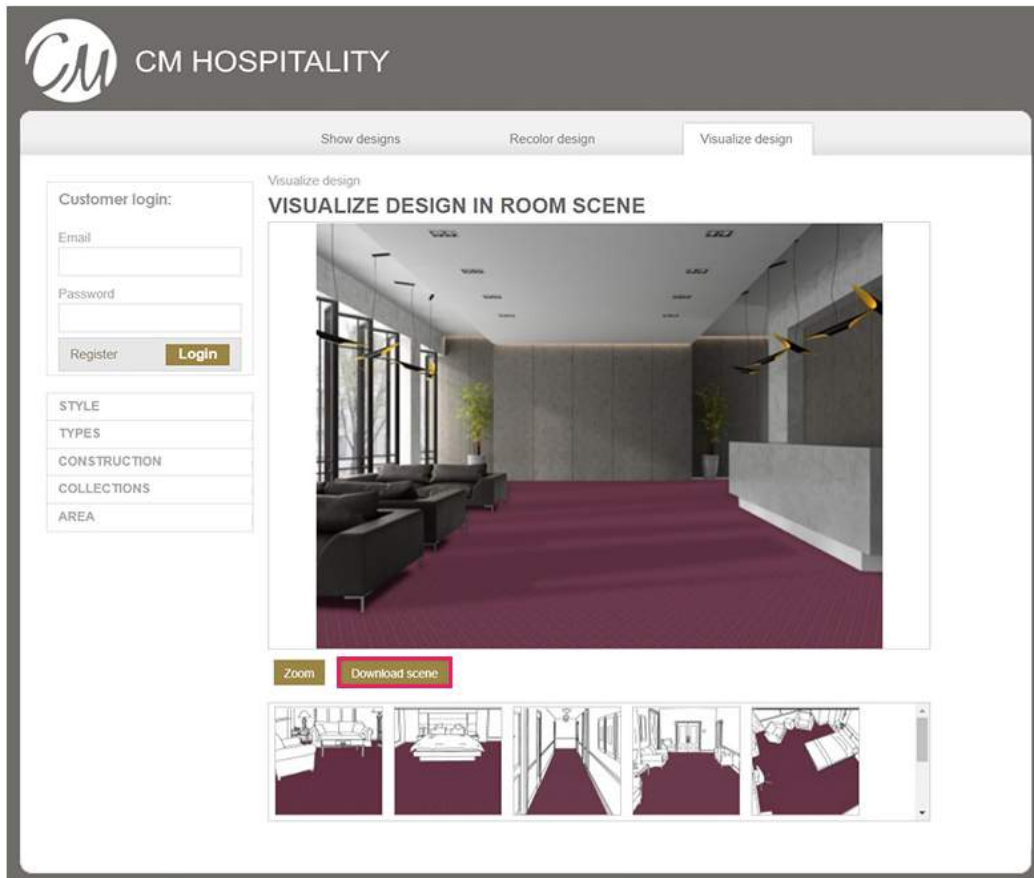 CM
CM HOSPITALITY
Show designs
Recolor design
Visualize design
Customer login:
Email
Password
Register
Login
STYLE
TYPES
CONSTRUCTION
COLLECTIONS
AREA
Visualize design
VISUALIZE DESIGN IN ROOM SCENE
Zoom
Download scene